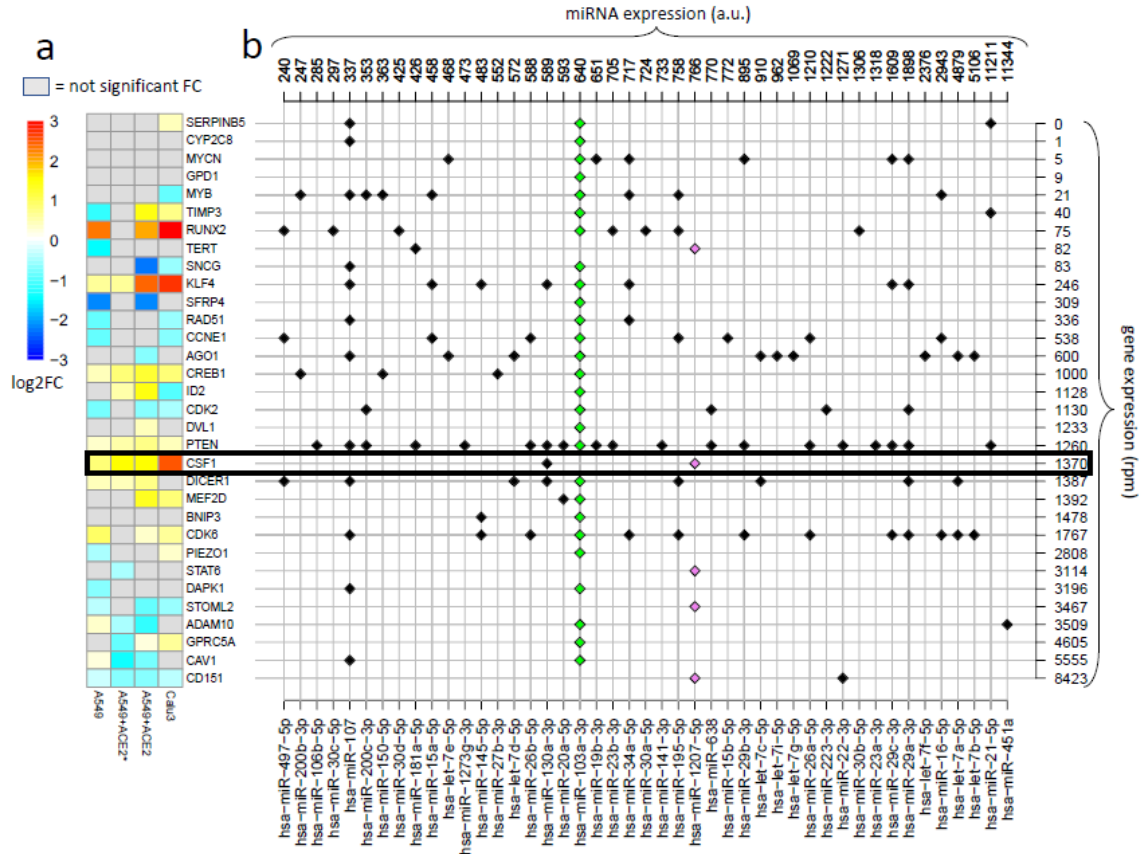 miRNA expression (a.u.)
a
b
= not significant FC
240
247
285
297
337
353
363
425
426
458
468
473
483
552
572
588
589
593
640
651
705
717
724
733
758
766
770
772
895
910
962
1069
1210
1222
1271
1306
1318
1609
1898
2376
2943
4879
5106
11211
11344
3
2
1
0
−1
−2
−3
log2FC
SERPINB5 0
CYP2C8 1
MYCN 5
GPD1 9
MYB 21
TIMP3 40
RUNX2 75
TERT 82
SNCG 83
KLF4 246
SFRP4 309
RAD51 336
CCNE1 538
AGO1 600
CREB1 1000
ID2 1128
CDK2 1130
DVL1 1233
PTEN 1260
CSF1 1370
DICER1 1387
MEF2D 1392
BNIP3 1478
CDK6 1767
PIEZO1 2808
STAT6 3114
DAPK1 3196
STOML2 3467
ADAM10 3509
GPRC5A 4605
CAV1 5555
CD151 8423
gene expression (rpm)
A549
A549+ACE2*
A549+ACE2
Calu3
hsa−miR−497−5p
hsa−miR−200b−3p
hsa−miR−106b−5p
hsa−miR−30c−5p
hsa−miR−107
hsa−miR−200c−3p
hsa−miR−150−5p
hsa−miR−30d−5p
hsa−miR−181a−5p
hsa−miR−15a−5p
hsa−let−7e−5p
hsa−miR−1273g−3p
hsa−miR−145−5p
hsa−miR−27b−3p
hsa−let−7d−5p
hsa−miR−26b−5p
hsa−miR−130a−3p
hsa−miR−20a−5p
hsa−miR−103a−3p
hsa−miR−19b−3p
hsa−miR−23b−3p
hsa−miR−34a−5p
hsa−miR−30a−5p
hsa−miR−141−3p
hsa−miR−195−5p
hsa−miR−1207−5p
hsa−miR−638
hsa−miR−15b−5p
hsa−miR−29b−3p
hsa−let−7c−5p
hsa−let−7i−5p
hsa−let−7g−5p
hsa−miR−26a−5p
hsa−miR−223−3p
hsa−miR−22−3p
hsa−miR−30b−5p
hsa−miR−23a−3p
hsa−miR−29c−3p
hsa−miR−29a−3p
hsa−let−7f−5p
hsa−miR−16−5p
hsa−let−7a−5p
hsa−let−7b−5p
hsa−miR−21−5p
hsa−miR−451a